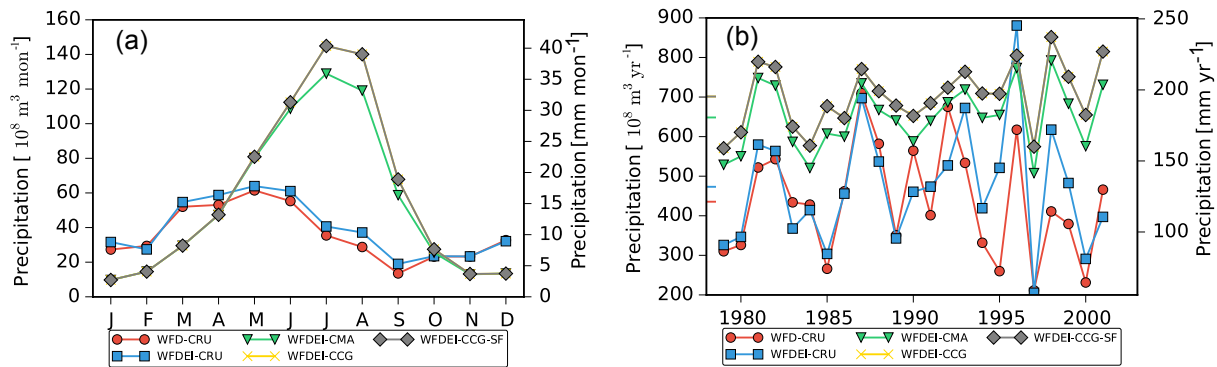 (a)
Precipitation [ 10⁸ m³ mon⁻¹]
160
140
120
100
80
60
40
20
0
J F M A M J J A S O N D
40
35
30
25
20
15
10
5
0
Precipitation [mm mon⁻¹]
WFD-CRU WFDEI-CMA WFDEI-CCG-SF
WFDEI-CRU WFDEI-CCG
(b)
Precipitation [ 10⁸ m³ yr⁻¹]
900
800
700
600
500
400
300
200
1980 1985 1990 1995 2000
250
200
150
100
Precipitation [mm yr⁻¹]
WFD-CRU WFDEI-CMA WFDEI-CCG-SF
WFDEI-CRU WFDEI-CCG